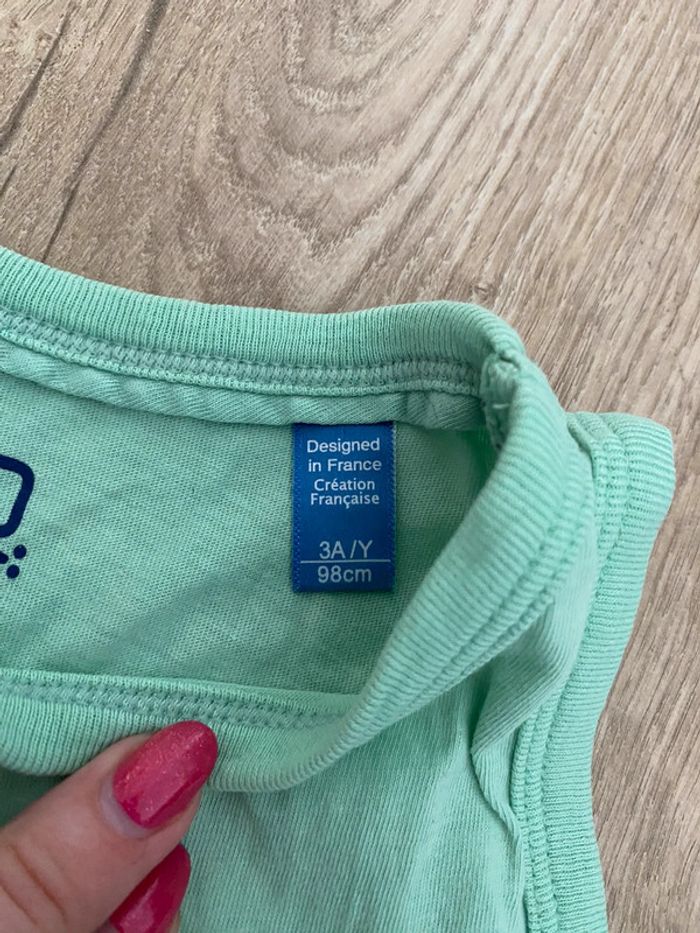 Designed
in France
Création
Française
3A/Y
98cm